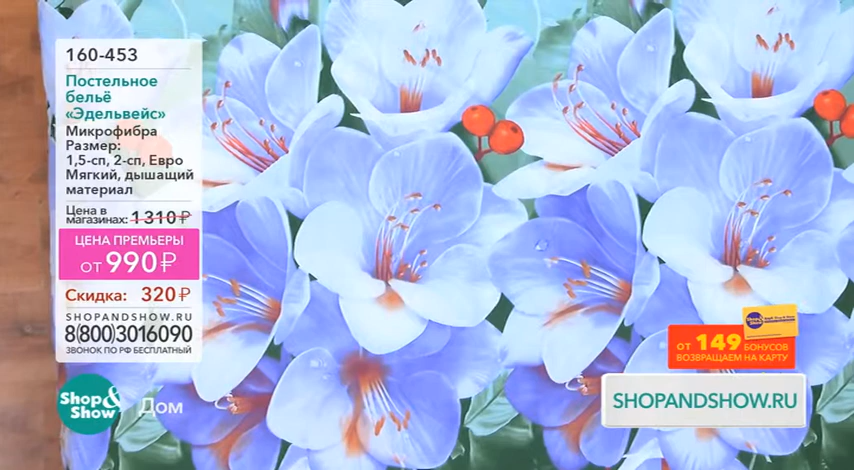 160-453
Постельное
бельё
«Эдельвейс»
Микрофибра
Размер:
1,5-сп, 2-сп, Евро
Мягкий, дышащий
материал
Цена в
магазинах: 1 310 ₽
ЦЕНА ПРЕМЬЕРЫ
от 990 ₽
Скидка: 320 ₽
SHOPANDSHOW.RU
8(800)3016090
ЗВОНОК ПО РФ БЕСПЛАТНЫЙ
Shop&
Show
Дом
Shop&
Show
от 149 БОНУСОВ
ВОЗВРАЩАЕМ НА КАРТУ
SHOPANDSHOW.RU